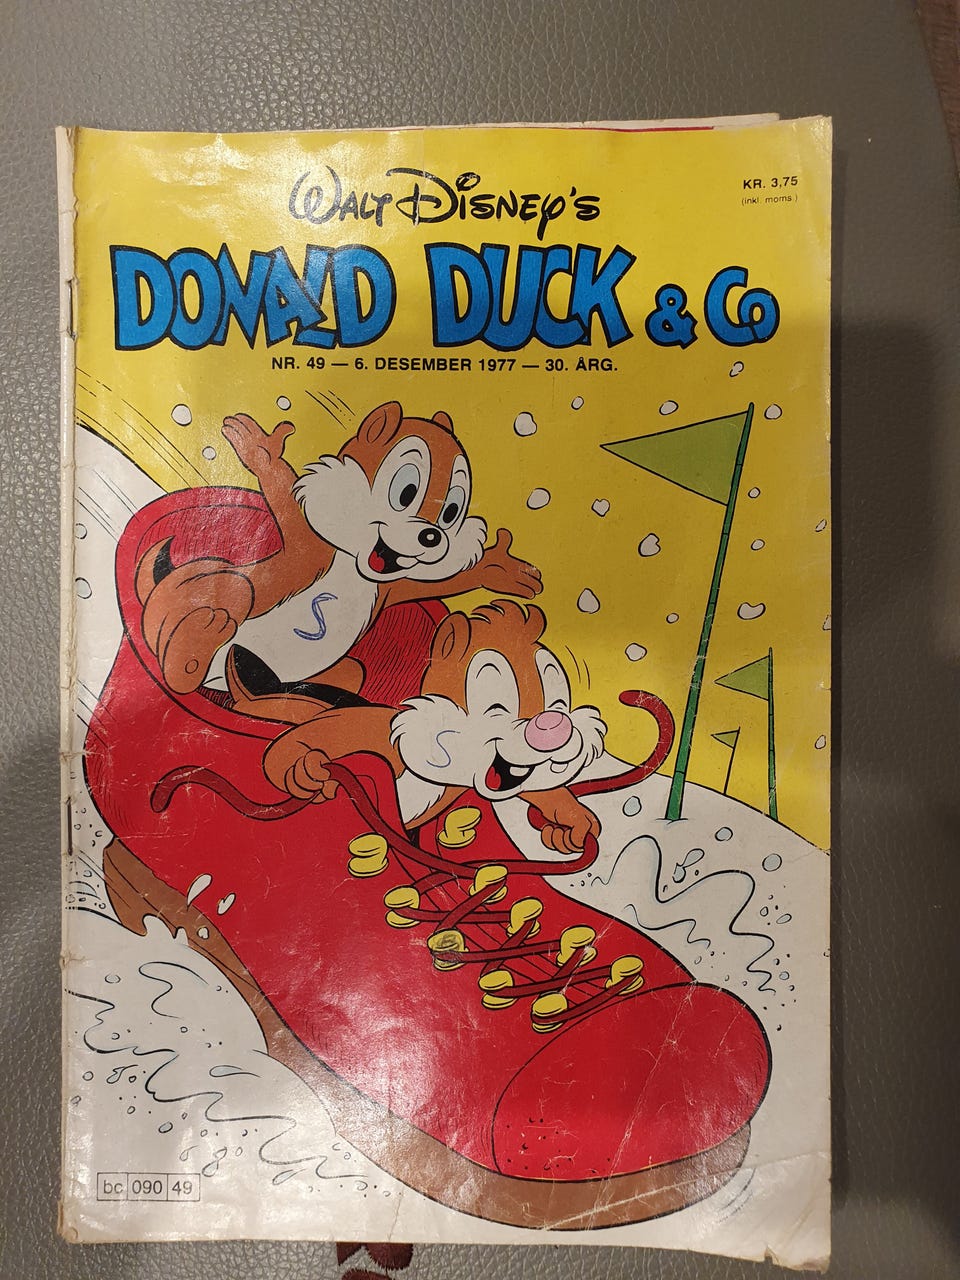 WALT DISNEY'S
KR. 3,75
(inkl. moms.)
DONALD DUCK & Co
NR. 49 — 6. DESEMBER 1977 — 30. ÅRG.
S
S
bc 090 49